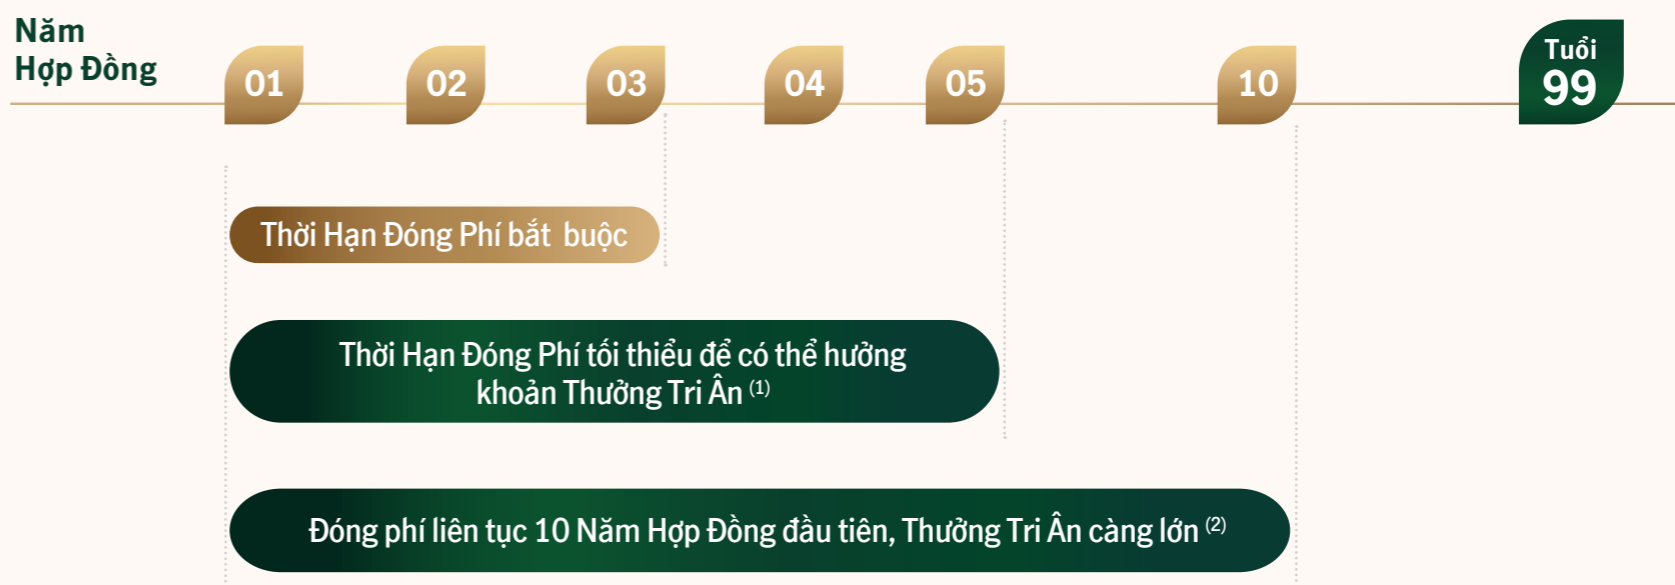 Năm
Hợp Đồng
01 02 03 04 05 10 Tuổi
99
Thời Hạn Đóng Phí bắt buộc
Thời Hạn Đóng Phí tối thiểu để có thể hưởng
khoản Thưởng Tri Ân (1)
Đóng phí liên tục 10 Năm Hợp Đồng đầu tiên, Thưởng Tri Ân càng lớn (2)